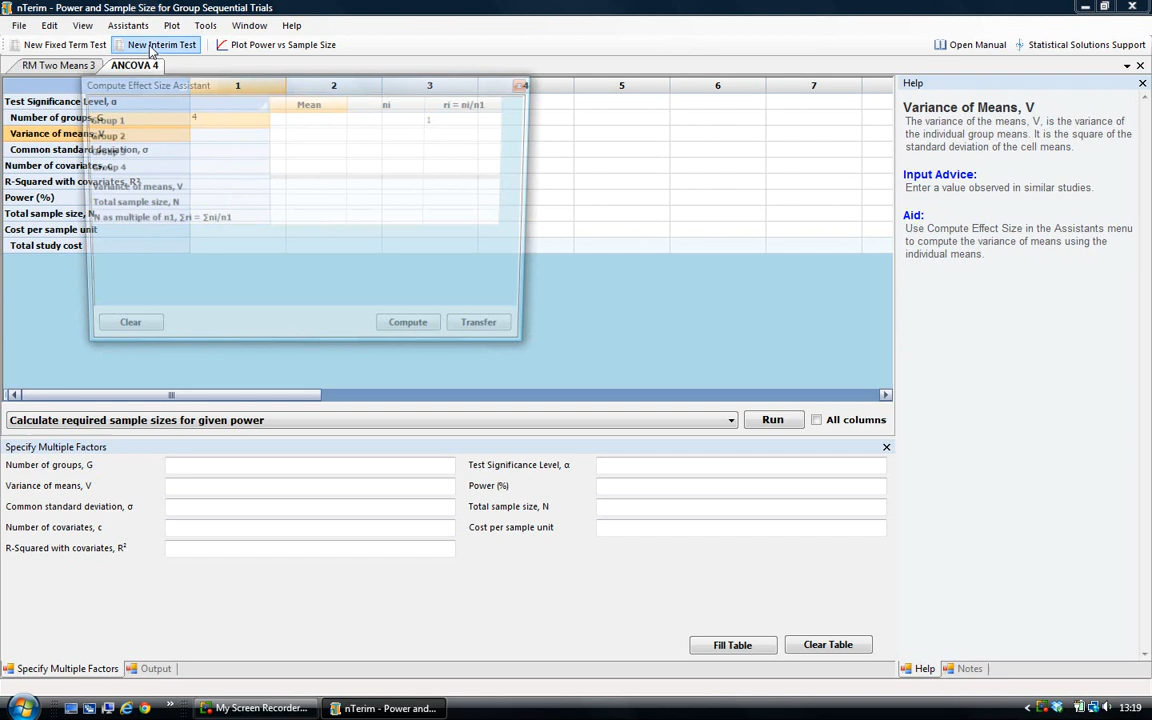 nTerim - Power and Sample Size for Group Sequential Trials
File Edit View Assistants Plot Tools Window Help
New Fixed Term Test New Interim Test Plot Power vs Sample Size Open Manual Statistical Solutions Support
RM Two Means 3 ANCOVA 4
1 2 3 4 5 6 7
Compute Effect Size Assistant
Mean ni ri = ni/n1
Group 1 1
Group 2
Group 4
Variance of means, V
Total sample size, N
N as multiple of n1, ∑ri = ∑ni/n1
Clear Compute Transfer
Test Significance Level, α
Number of groups, G 4
Variance of means, V
Common standard deviation, σ
Number of covariates, c
R-Squared with covariates, R²
Power (%)
Total sample size, N
Cost per sample unit
Total study cost
Calculate required sample sizes for given power Run All columns
Specify Multiple Factors
Number of groups, G Test Significance Level, α
Variance of means, V Power (%)
Common standard deviation, σ Total sample size, N
Number of covariates, c Cost per sample unit
R-Squared with covariates, R²
Fill Table Clear Table
Specify Multiple Factors Output
Help
Variance of Means, V
The variance of the means, V, is the variance of the individual group means. It is the square of the standard deviation of the cell means.
Input Advice:
Enter a value observed in similar studies.
Aid:
Use Compute Effect Size in the Assistants menu to compute the variance of means using the individual means.
Help Notes
My Screen Recorder... nTerim - Power and... 13:19